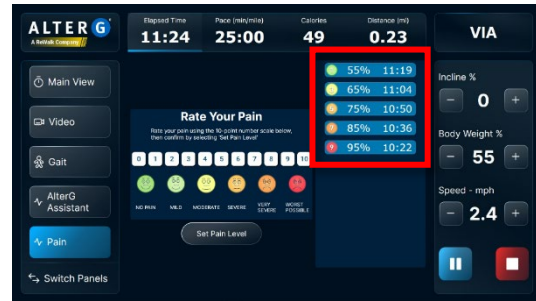 ALTER G
A ReWalk Company
Elapsed Time
11:24
Pace (min/mile)
25:00
Calories
49
Distance (mi)
0.23
VIA
Main View
Video
Gait
AlterG
Assistant
Pain
Switch Panels
Rate Your Pain
Rate your pain using the 10-point number scale below,
then confirm by selecting 'Set Pain Level'
0 1 2 3 4 5 6 7 8 9 10
NO PAIN MILD MODERATE SEVERE VERY SEVERE WORST POSSIBLE
Set Pain Level
55% 11:19
65% 11:04
75% 10:50
85% 10:36
95% 10:22
Incline %
- 0 +
Body Weight %
- 55 +
Speed - mph
- 2.4 +